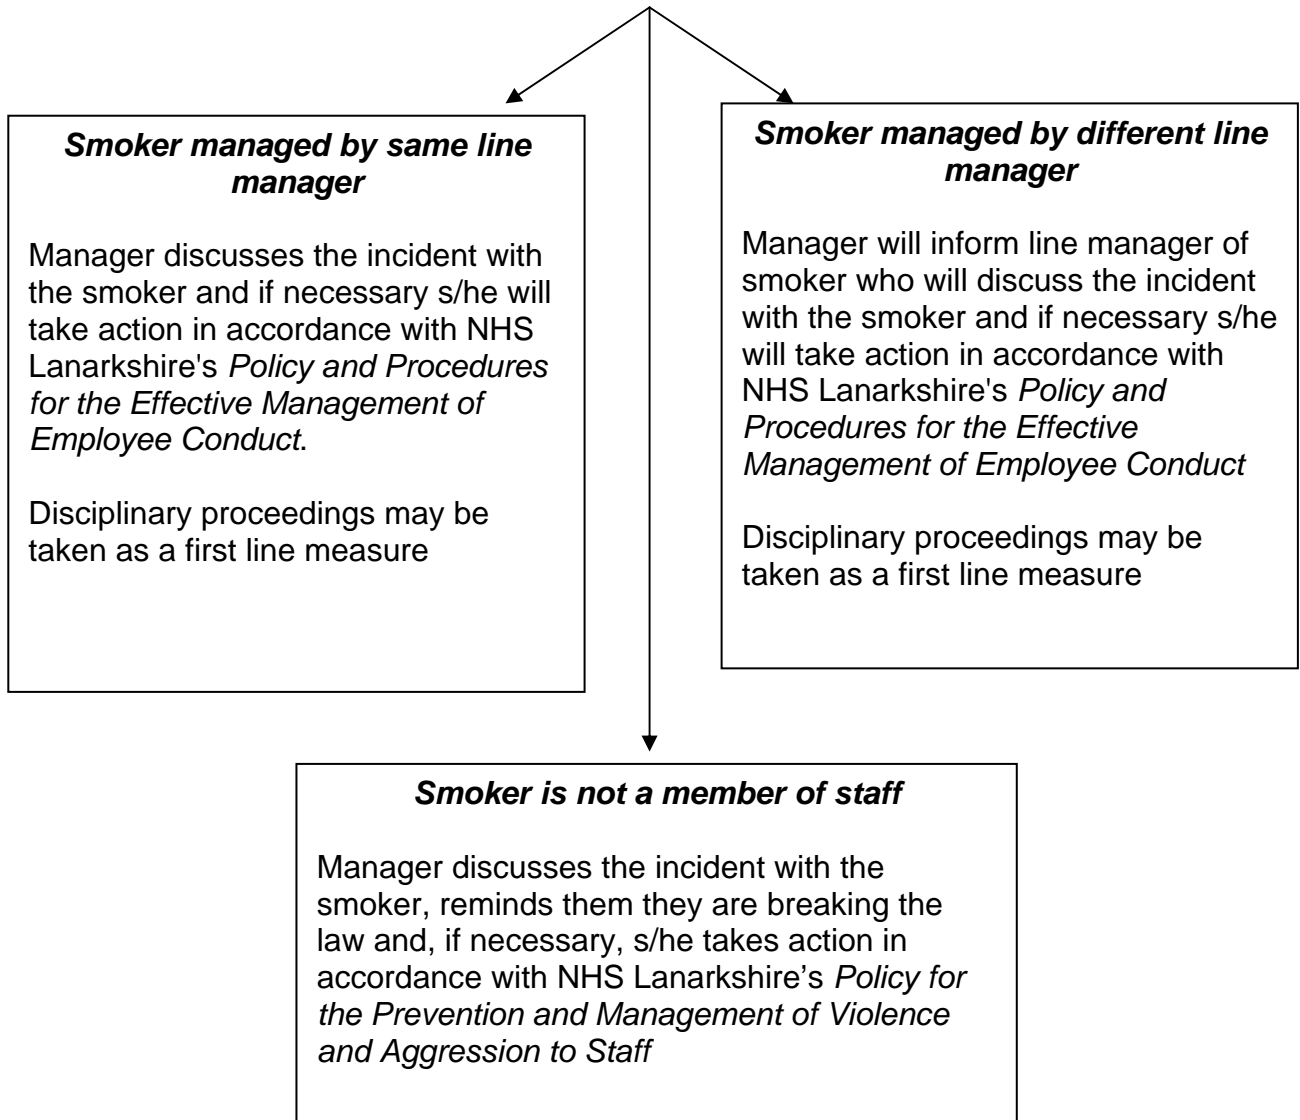 Smoker managed by same line
manager
Manager discusses the incident with
the smoker and if necessary s/he will
take action in accordance with NHS
Lanarkshire's Policy and Procedures
for the Effective Management of
Employee Conduct.
Disciplinary proceedings may be
taken as a first line measure
Smoker managed by different line
manager
Manager will inform line manager of
smoker who will discuss the incident
with the smoker and if necessary s/he
will take action in accordance with
NHS Lanarkshire's Policy and
Procedures for the Effective
Management of Employee Conduct
Disciplinary proceedings may be
taken as a first line measure
Smoker is not a member of staff
Manager discusses the incident with the
smoker, reminds them they are breaking the
law and, if necessary, s/he takes action in
accordance with NHS Lanarkshire’s Policy for
the Prevention and Management of Violence
and Aggression to Staff